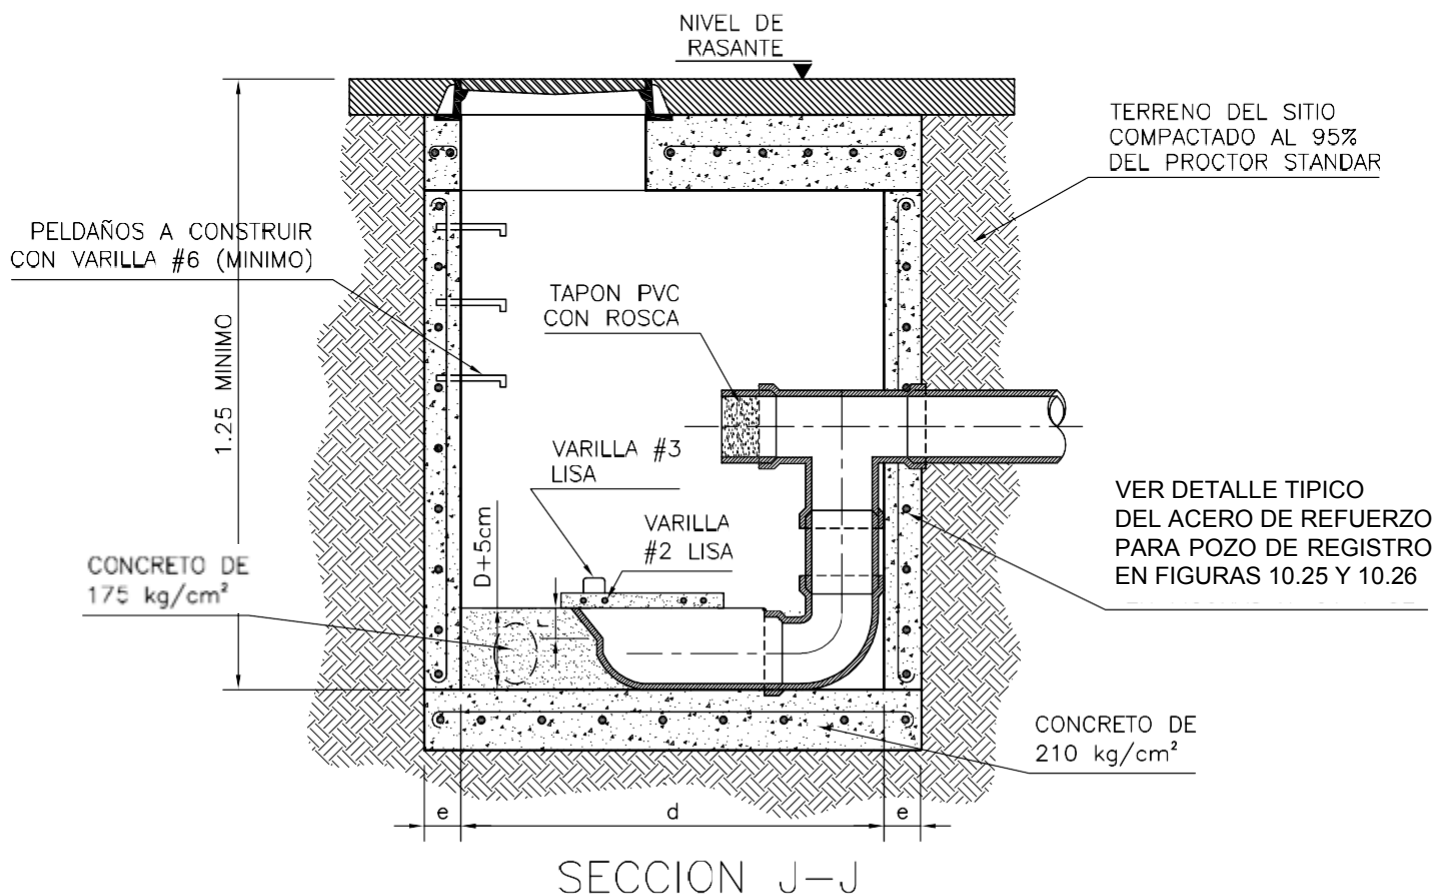 NIVEL DE
RASANTE
TERRENO DEL SITIO
COMPACTADO AL 95%
DEL PROCTOR STANDAR
PELDAÑOS A CONSTRUIR
CON VARILLA #6 (MINIMO)
TAPON PVC
CON ROSCA
1.25 MINIMO
VARILLA #3
LISA
VARILLA
#2 LISA
D+5cm
r
VER DETALLE TIPICO
DEL ACERO DE REFUERZO
PARA POZO DE REGISTRO
EN FIGURAS 10.25 Y 10.26
CONCRETO DE
175 kg/cm²
CONCRETO DE
210 kg/cm²
e
d
e
SECCION J-J